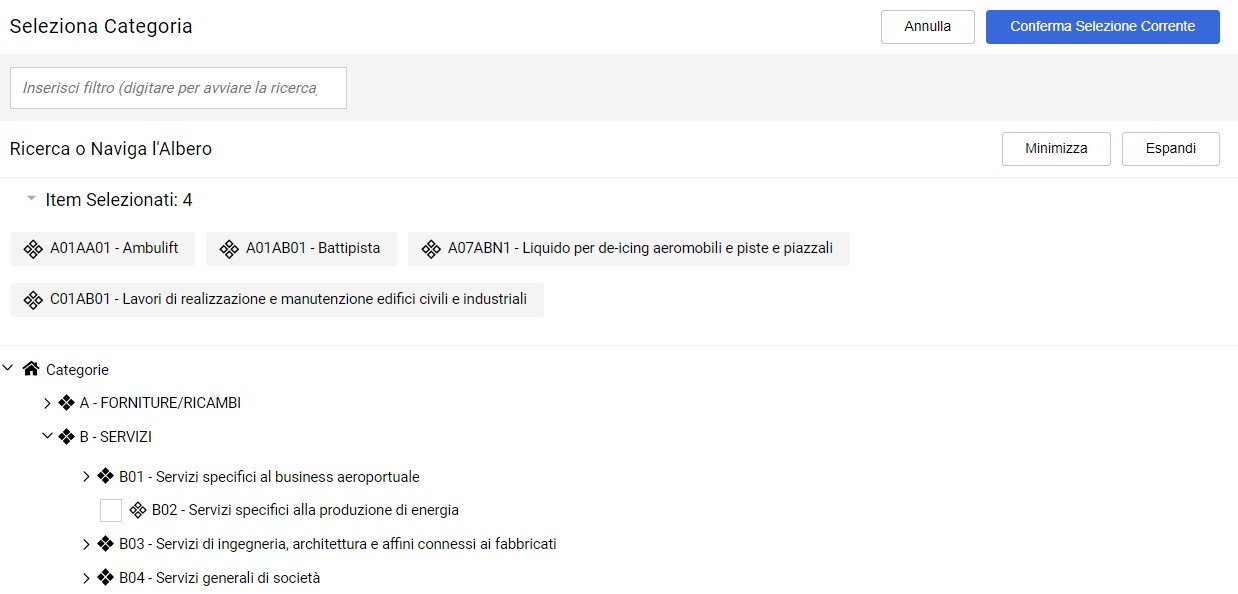 Seleziona Categoria
Annulla
Conferma Selezione Corrente
Inserisci filtro (digitare per avviare la ricerca
Ricerca o Naviga l'Albero
Minimizza
Espandi
Item Selezionati: 4
A01AA01 - Ambulift
A01AB01 - Battipista
A07ABN1 - Liquido per de-icing aeromobili e piste e piazzali
C01AB01 - Lavori di realizzazione e manutenzione edifici civili e industriali
Categorie
A - FORNITURE/RICAMBI
B - SERVIZI
B01 - Servizi specifici al business aeroportuale
B02 - Servizi specifici alla produzione di energia
B03 - Servizi di ingegneria, architettura e affini connessi ai fabbricati
B04 - Servizi generali di società